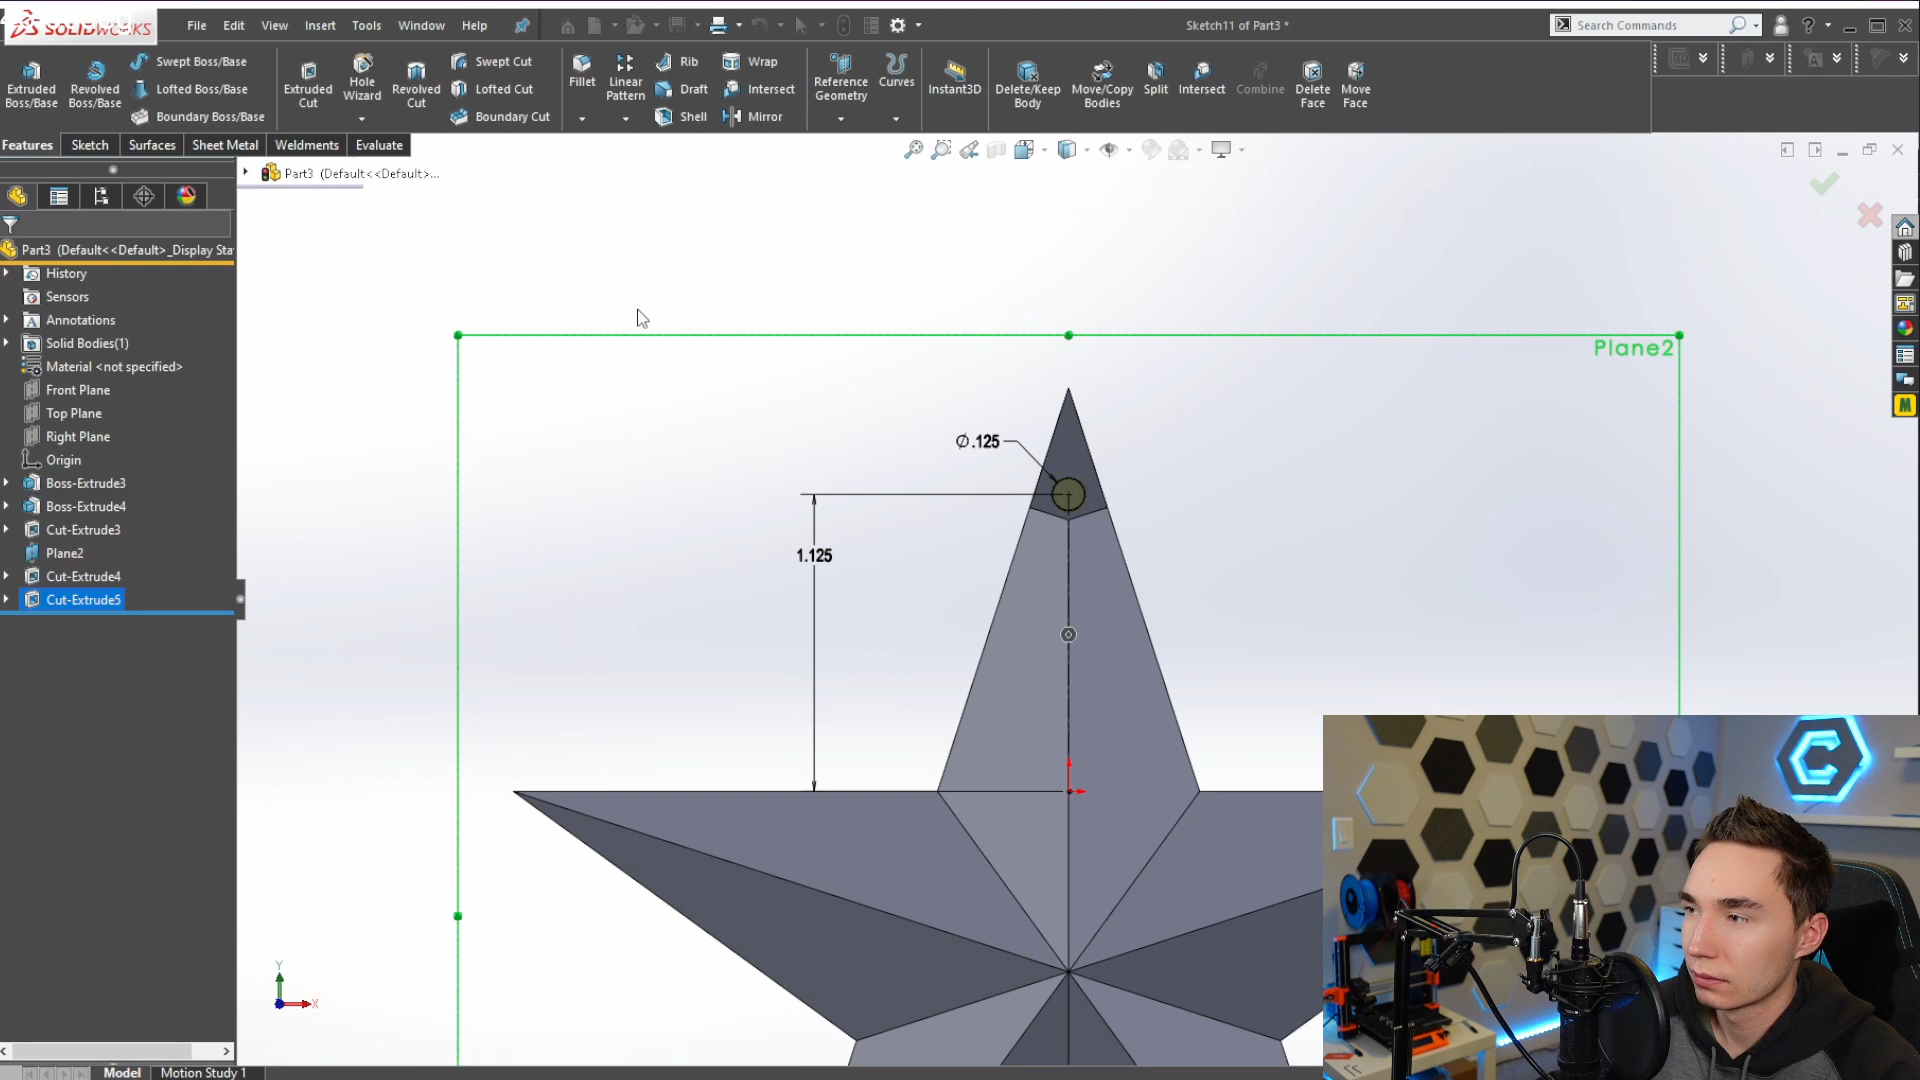 SOLIDWORKS
File Edit View Insert Tools Window Help
Sketch11 of Part3 *
Search Commands
Extruded Boss/Base
Revolved Boss/Base
Swept Boss/Base
Lofted Boss/Base
Boundary Boss/Base
Extruded Cut
Hole Wizard
Revolved Cut
Swept Cut
Lofted Cut
Boundary Cut
Fillet
Linear Pattern
Rib
Draft
Shell
Wrap
Intersect
Mirror
Reference Geometry
Curves
Instant3D
Delete/Keep Body
Move/Copy Bodies
Split
Intersect
Combine
Delete Face
Move Face
Features Sketch Surfaces Sheet Metal Weldments Evaluate
Part3 (Default<<Default>...
Part3 (Default<<Default>_Display Sta
History
Sensors
Annotations
Solid Bodies(1)
Material <not specified>
Front Plane
Top Plane
Right Plane
Origin
Boss-Extrude3
Boss-Extrude4
Cut-Extrude3
Plane2
Cut-Extrude4
Cut-Extrude5
Plane2
Ø.125
1.125
Y
X
M
C
Model Motion Study 1